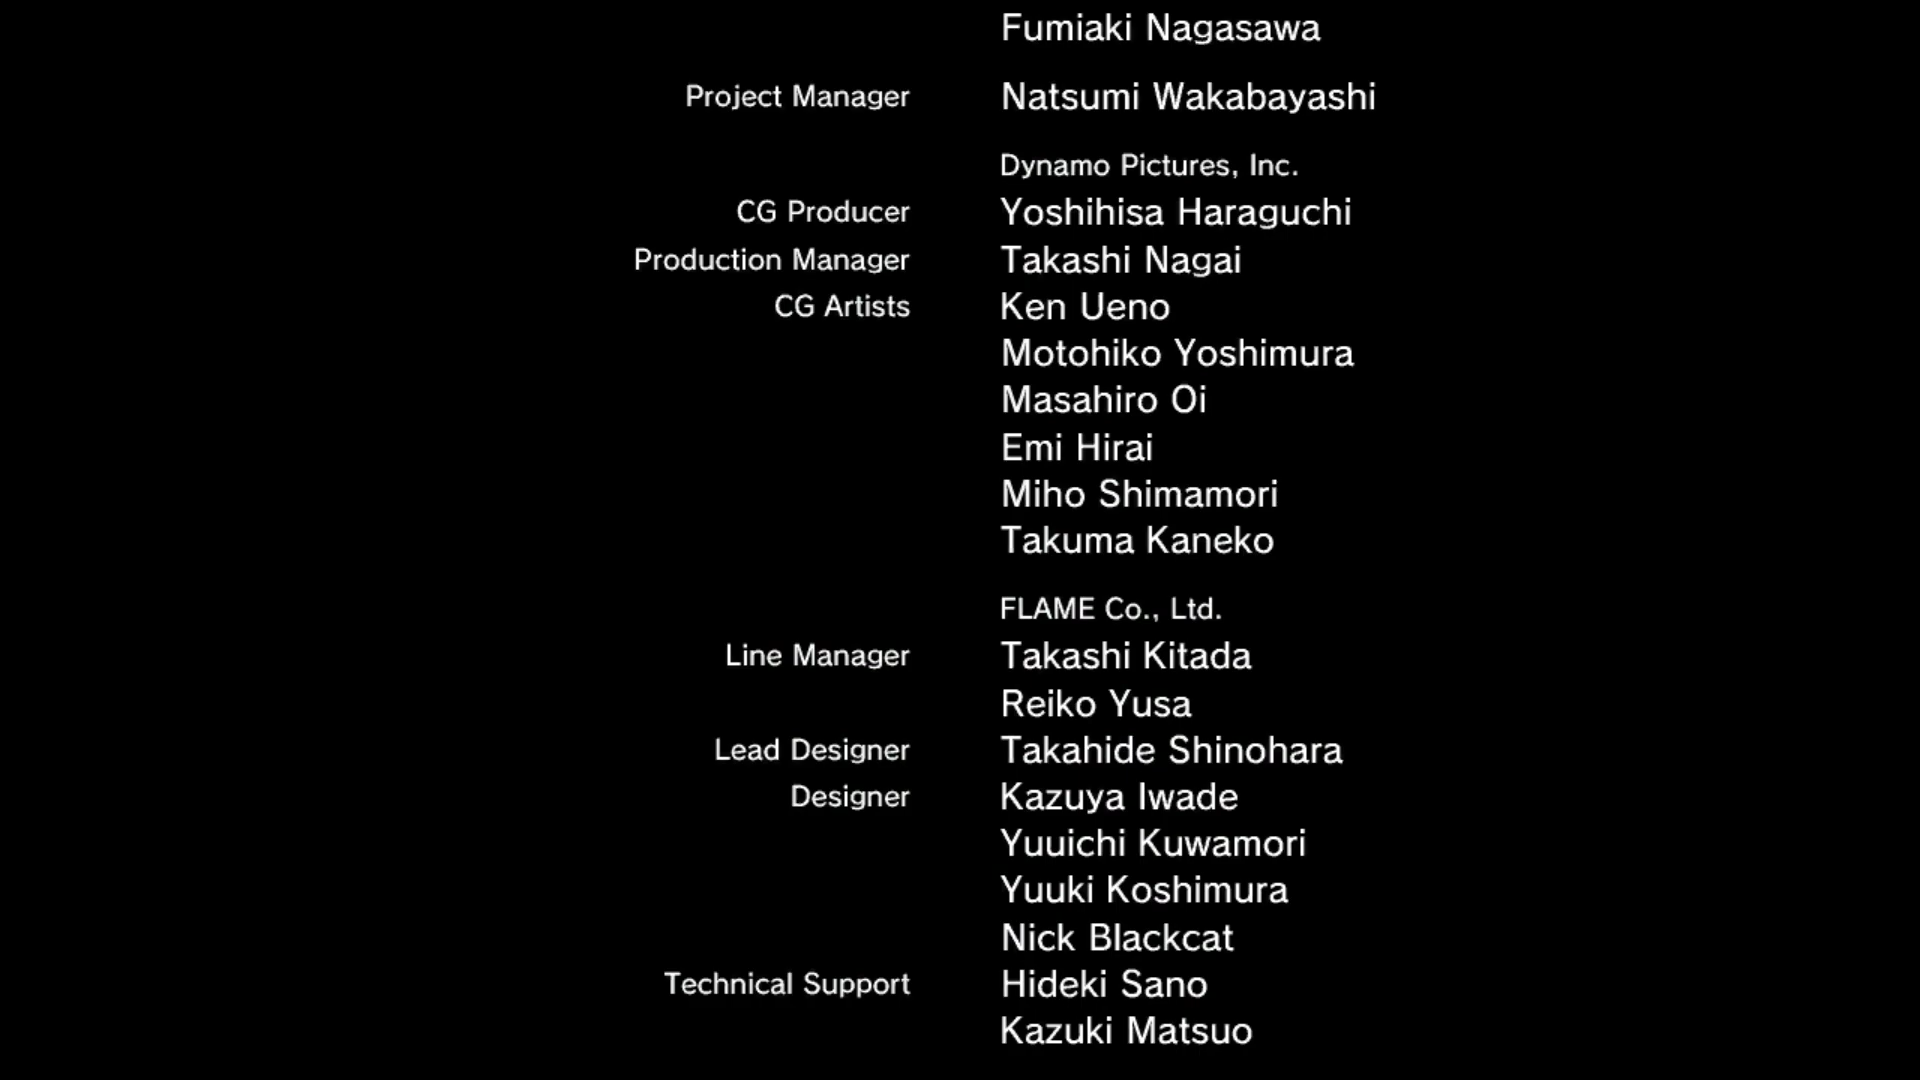 Fumiaki Nagasawa
Project Manager Natsumi Wakabayashi
Dynamo Pictures, Inc.
CG Producer Yoshihisa Haraguchi
Production Manager Takashi Nagai
CG Artists Ken Ueno
Motohiko Yoshimura
Masahiro Oi
Emi Hirai
Miho Shimamori
Takuma Kaneko
FLAME Co., Ltd.
Line Manager Takashi Kitada
Reiko Yusa
Lead Designer Takahide Shinohara
Designer Kazuya Iwade
Yuuichi Kuwamori
Yuuki Koshimura
Nick Blackcat
Technical Support Hideki Sano
Kazuki Matsuo